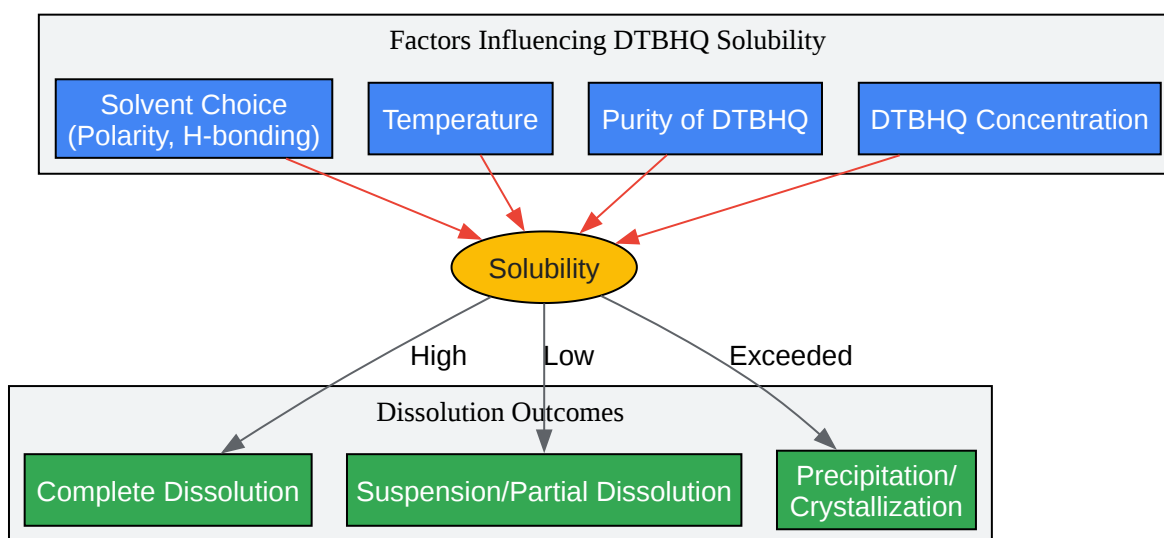 Factors Influencing DTBHQ Solubility
Solvent Choice
(Polarity, H-bonding)
Temperature
Purity of DTBHQ
DTBHQ Concentration
Solubility
High
Low
Exceeded
Dissolution Outcomes
Complete Dissolution
Suspension/Partial Dissolution
Precipitation/
Crystallization